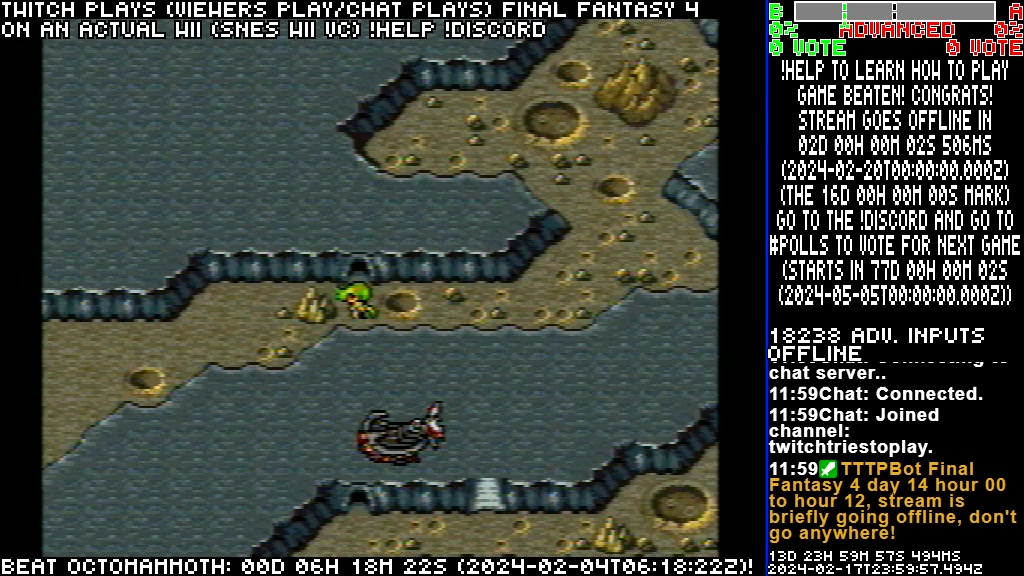 TWITCH PLAYS (VIEWERS PLAY/CHAT PLAYS) FINAL FANTASY 4
ON AN ACTUAL WII (SNES WII VC) !HELP !DISCORD
B A
0% ADVANCED 0%
0 VOTE 0 VOTE
!HELP TO LEARN HOW TO PLAY
GAME BEATEN! CONGRATS!
STREAM GOES OFFLINE IN
02D 00H 00M 02S 506MS
(2024-02-20T00:00:00.000Z)
(THE 16D 00H 00M 00S MARK)
GO TO THE !DISCORD AND GO TO
#POLLS TO VOTE FOR NEXT GAME
(STARTS IN 77D 00H 00M 02S
(2024-05-05T00:00:00.000Z))
18238 ADV. INPUTS
OFFLINE
chat server..
11:59Chat: Connected.
11:59Chat: Joined
channel:
twitchtriestoplay.
11:59 TTTPBot Final
Fantasy 4 day 14 hour 00
to hour 12, stream is
briefly going offline, don't
go anywhere!
13D 23H 59M 57S 494MS
2024-02-17T23:59:57.494Z
BEAT OCTOMAMMOTH: 00D 06H 18M 22S (2024-02-04T06:18:22Z)!